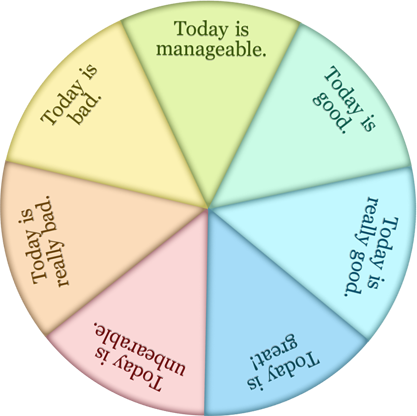 Today is
manageable.
Today is
good.
Today is
really good.
Today is
great!
Today is
unbearable.
Today is
really bad.
Today is
bad.